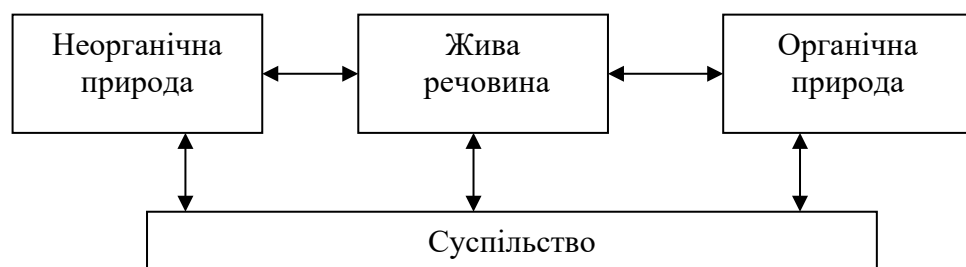 Неорганічна
природа
Жива
речовина
Органічна
природа
Суспільство